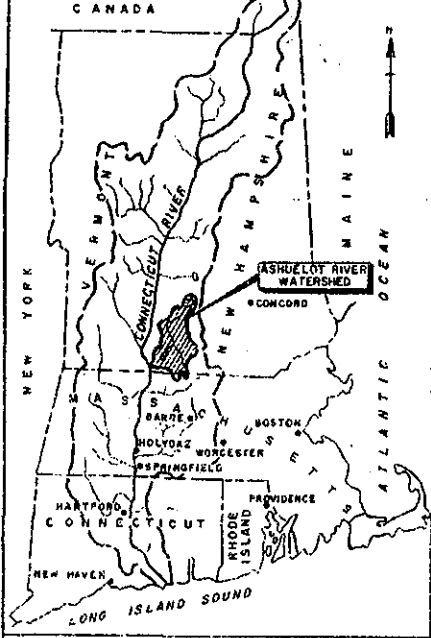 CANADA
N
VERMONT
CONNECTICUT RIVER
NEW HAMPSHIRE
MAINE
NEW YORK
ASHUELOT RIVER
WATERSHED
CONCORD
ATLANTIC OCEAN
MASSACHUSETTS
BARRE
BOSTON
HOLYOKE
WORCESTER
SPRINGFIELD
HARTFORD
PROVIDENCE
CONNECTICUT
RHODE
ISLAND
NEW HAVEN
LONG ISLAND SOUND